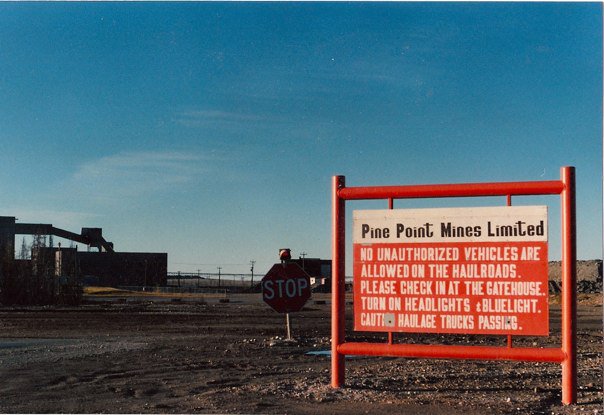 Pine Point Mines Limited
NO UNAUTHORIZED VEHICLES ARE
ALLOWED ON THE HAULROADS.
PLEASE CHECK IN AT THE GATEHOUSE.
TURN ON HEADLIGHTS & BLUELIGHT.
CAUTI HAULAGE TRUCKS PASSING.
STOP